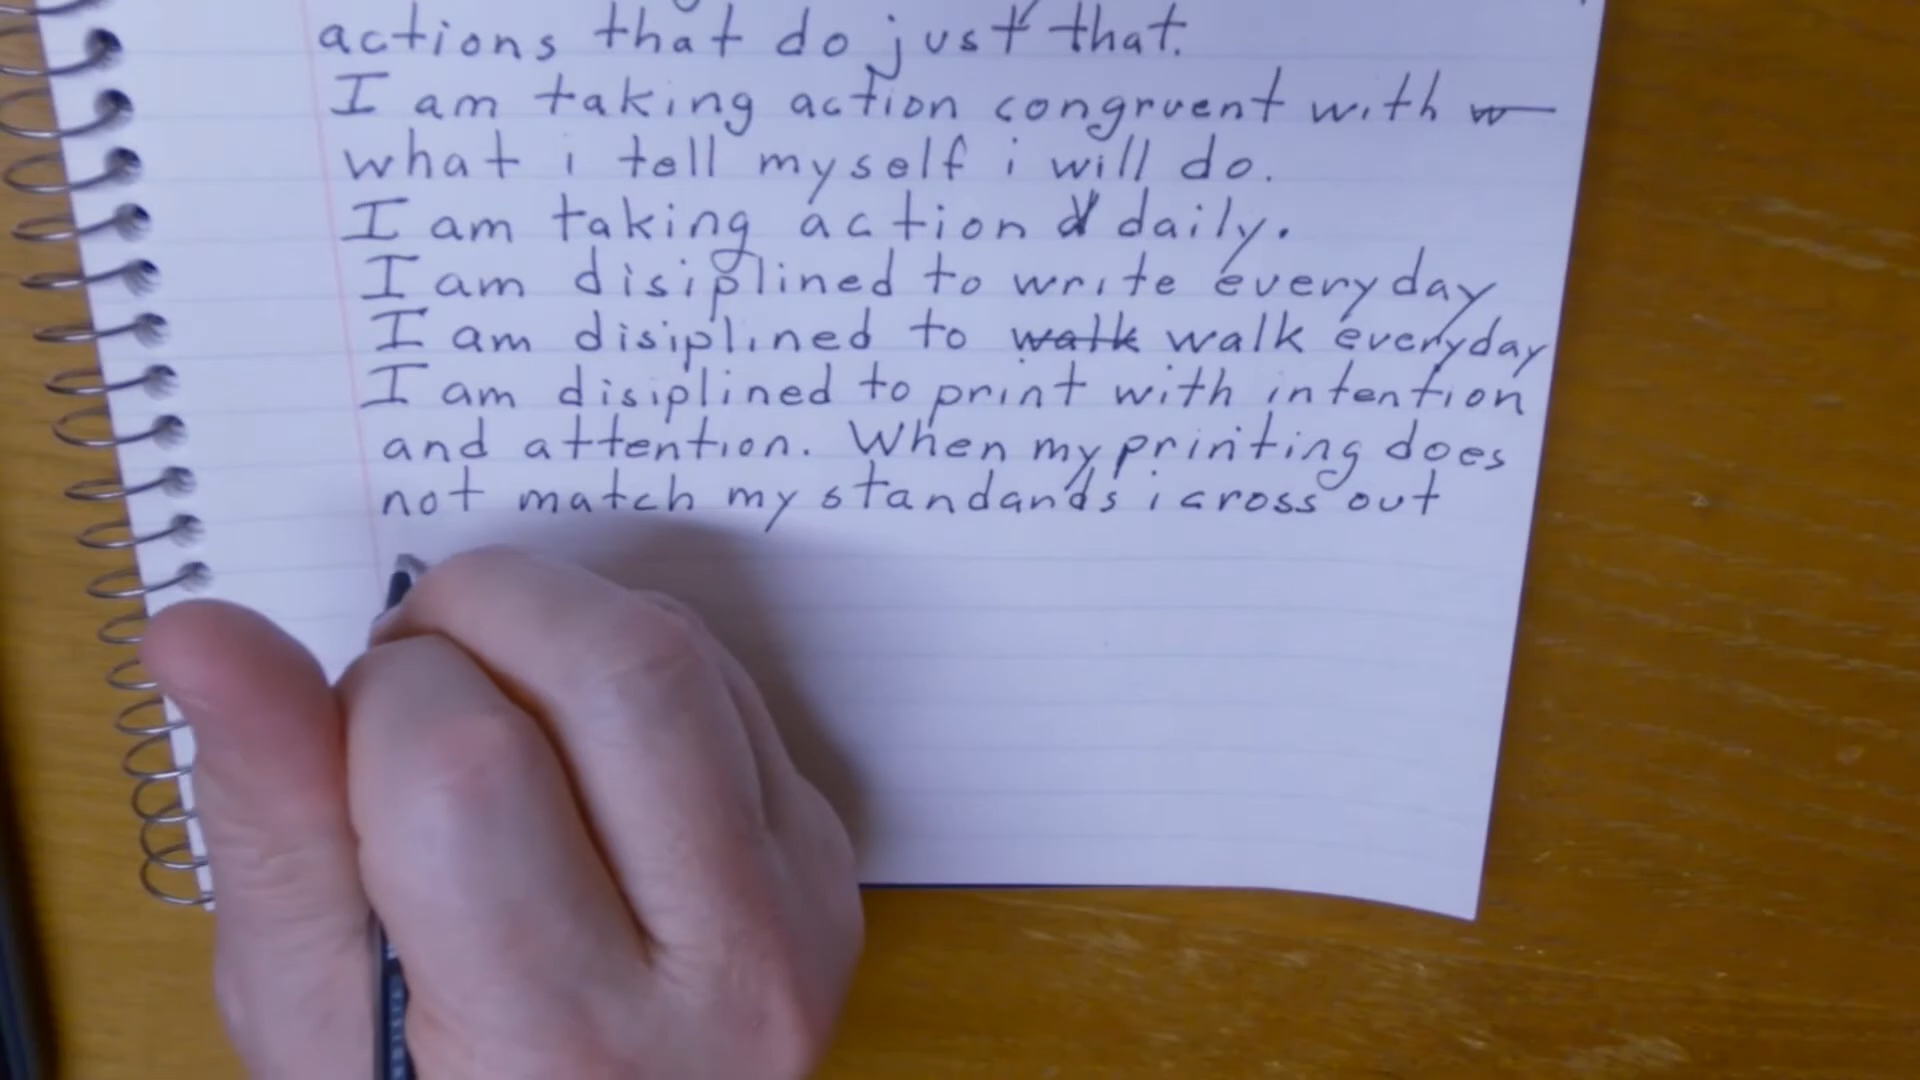 actions that do just that.
I am taking action congruent with w
what i tell myself i will do.
I am taking action d daily.
I am disiplined to write everyday
I am disiplined to walk walk everyday
I am disiplined to print with intention
and attention. When my printing does
not match my standands i cross out